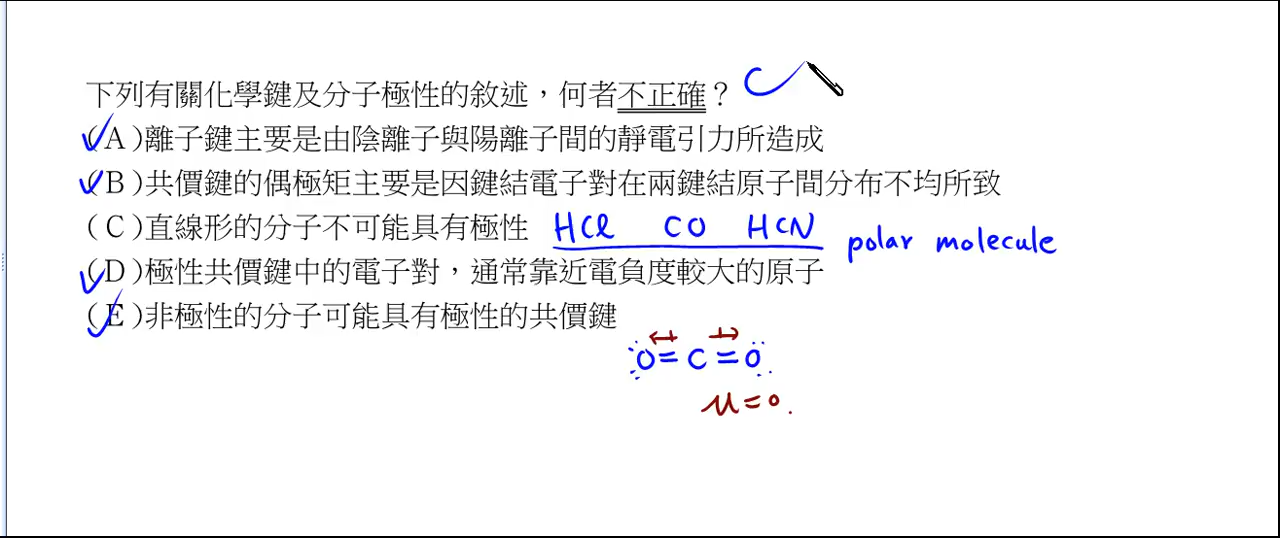 下列有關化學鍵及分子極性的敘述，何者不正確？ C
(A)離子鍵主要是由陰離子與陽離子間的靜電引力所造成
(B)共價鍵的偶極矩主要是因鍵結電子對在兩鍵結原子間分布不均所致
(C)直線形的分子不可能具有極性 HCl CO HCN polar molecule
(D)極性共價鍵中的電子對，通常靠近電負度較大的原子
(E)非極性的分子可能具有極性的共價鍵
O=C=O
μ=0.